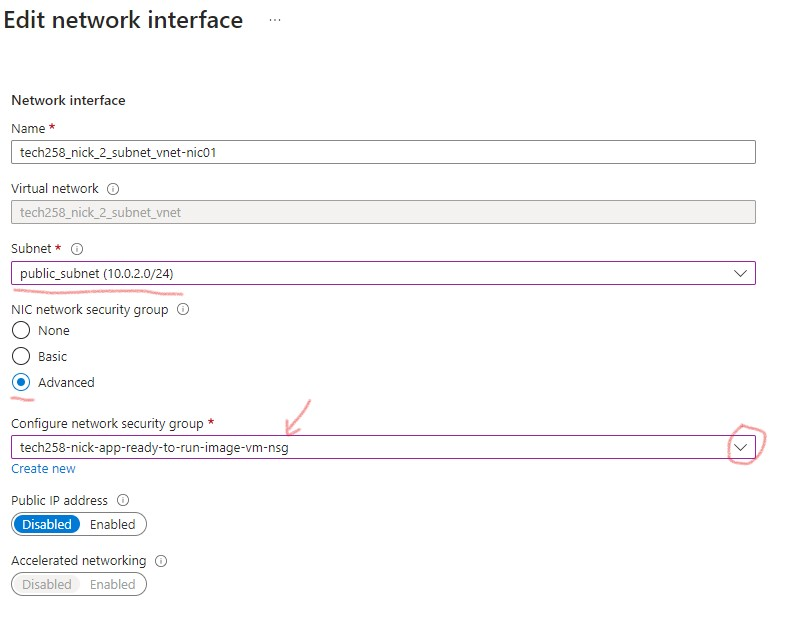 Edit network interface ...
Network interface
Name *
tech258_nick_2_subnet_vnet-nic01
Virtual network
tech258_nick_2_subnet_vnet
Subnet *
public_subnet (10.0.2.0/24)
NIC network security group
None
Basic
Advanced
Configure network security group *
tech258-nick-app-ready-to-run-image-vm-nsg
Create new
Public IP address
Disabled Enabled
Accelerated networking
Disabled Enabled